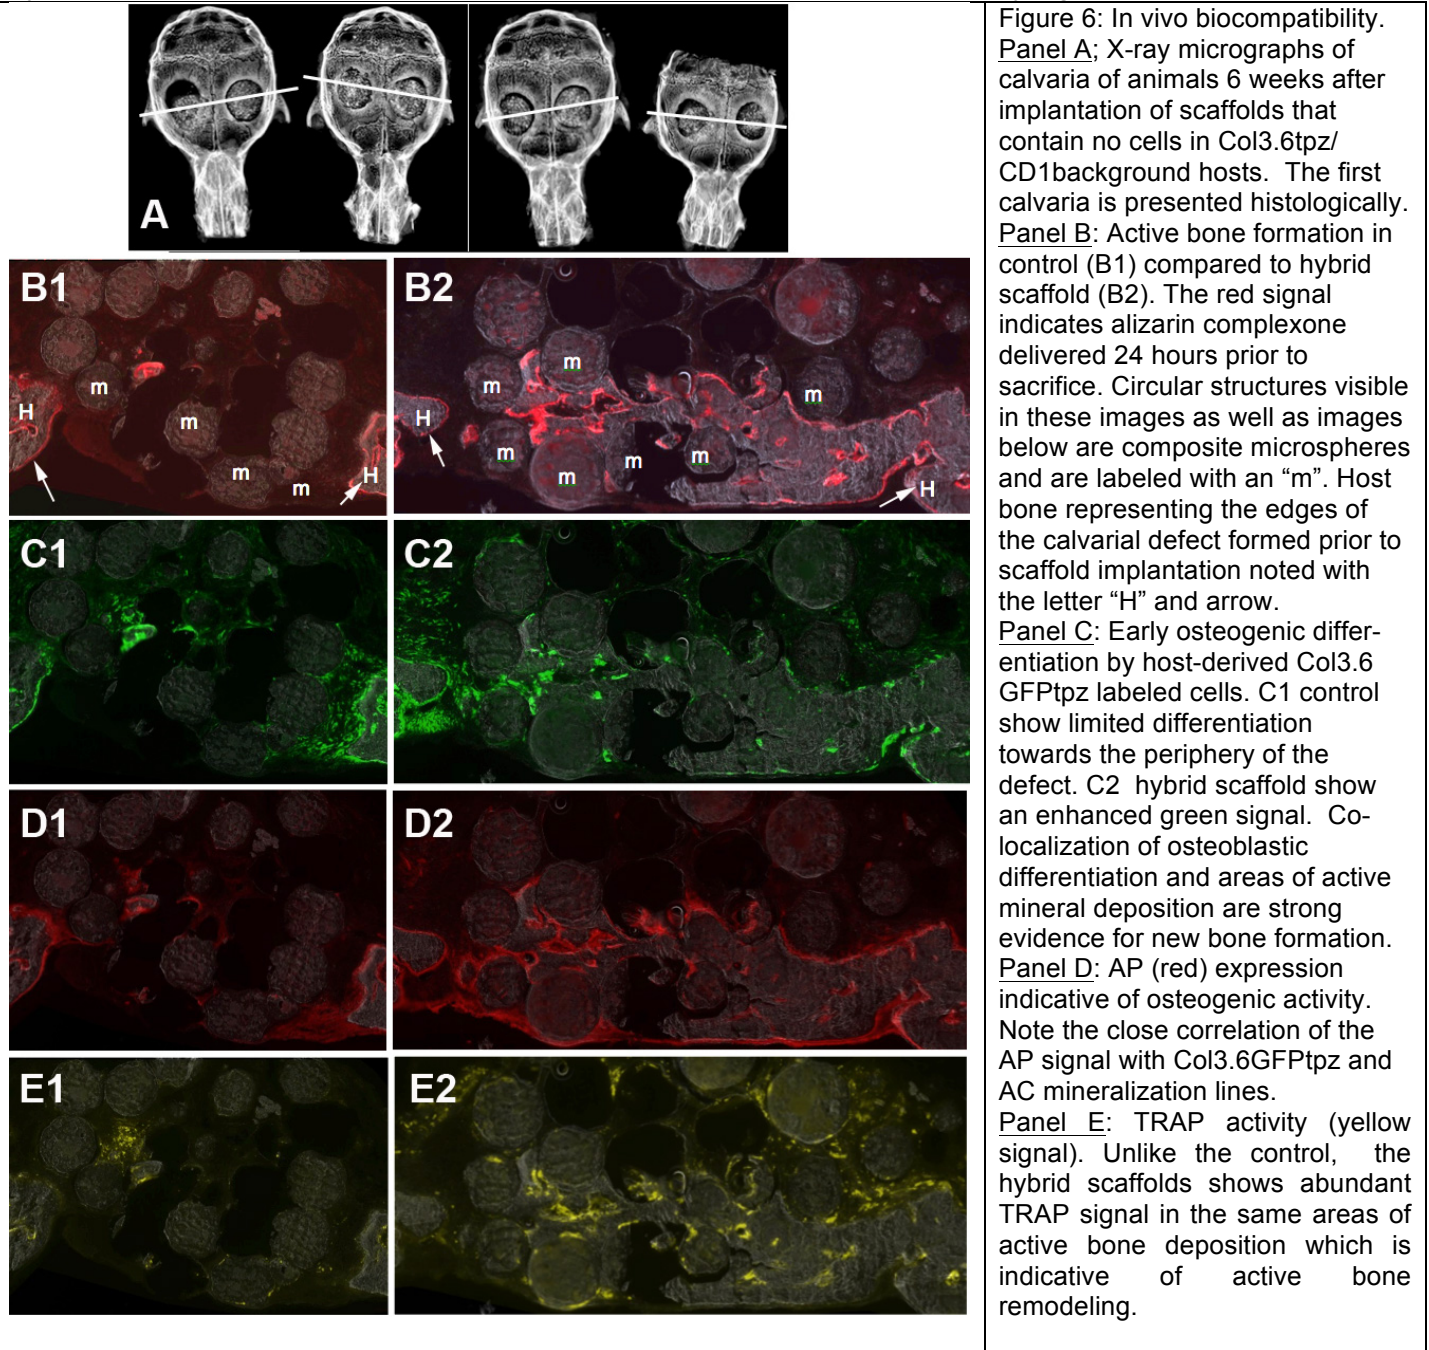 A
B1
H
m
m
m
m
H
B2
H
m
m
m
m
m
m
m
H
C1
C2
D1
D2
E1
E2
Figure 6: In vivo biocompatibility.
Panel A; X-ray micrographs of
calvaria of animals 6 weeks after
implantation of scaffolds that
contain no cells in Col3.6tpz/
CD1background hosts. The first
calvaria is presented histologically.
Panel B: Active bone formation in
control (B1) compared to hybrid
scaffold (B2). The red signal
indicates alizarin complexone
delivered 24 hours prior to
sacrifice. Circular structures visible
in these images as well as images
below are composite microspheres
and are labeled with an “m”. Host
bone representing the edges of
the calvarial defect formed prior to
scaffold implantation noted with
the letter “H” and arrow.
Panel C: Early osteogenic differ-
entiation by host-derived Col3.6
GFPtpz labeled cells. C1 control
show limited differentiation
towards the periphery of the
defect. C2 hybrid scaffold show
an enhanced green signal. Co-
localization of osteoblastic
differentiation and areas of active
mineral deposition are strong
evidence for new bone formation.
Panel D: AP (red) expression
indicative of osteogenic activity.
Note the close correlation of the
AP signal with Col3.6GFPtpz and
AC mineralization lines.
Panel E: TRAP activity (yellow
signal). Unlike the control, the
hybrid scaffolds shows abundant
TRAP signal in the same areas of
active bone deposition which is
indicative of active bone
remodeling.